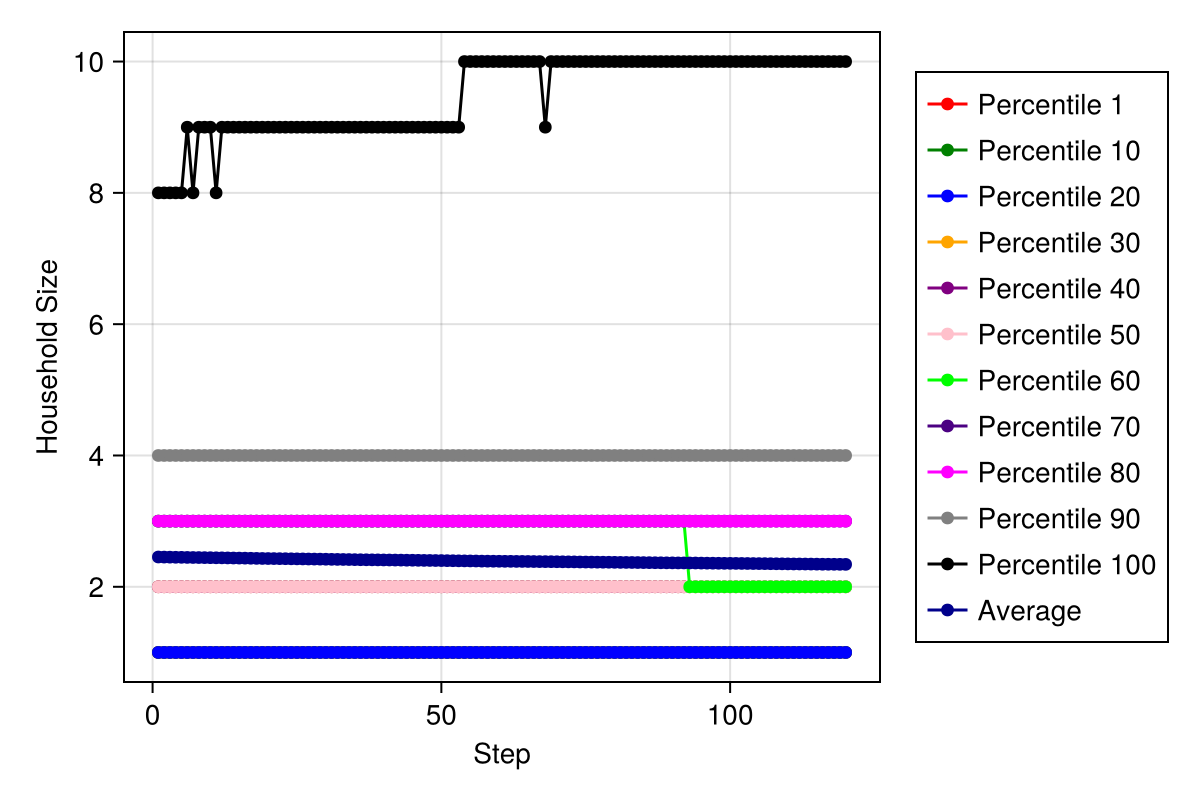 10
8
6
4
2
Household Size
0
50
100
Step
Percentile 1
Percentile 10
Percentile 20
Percentile 30
Percentile 40
Percentile 50
Percentile 60
Percentile 70
Percentile 80
Percentile 90
Percentile 100
Average